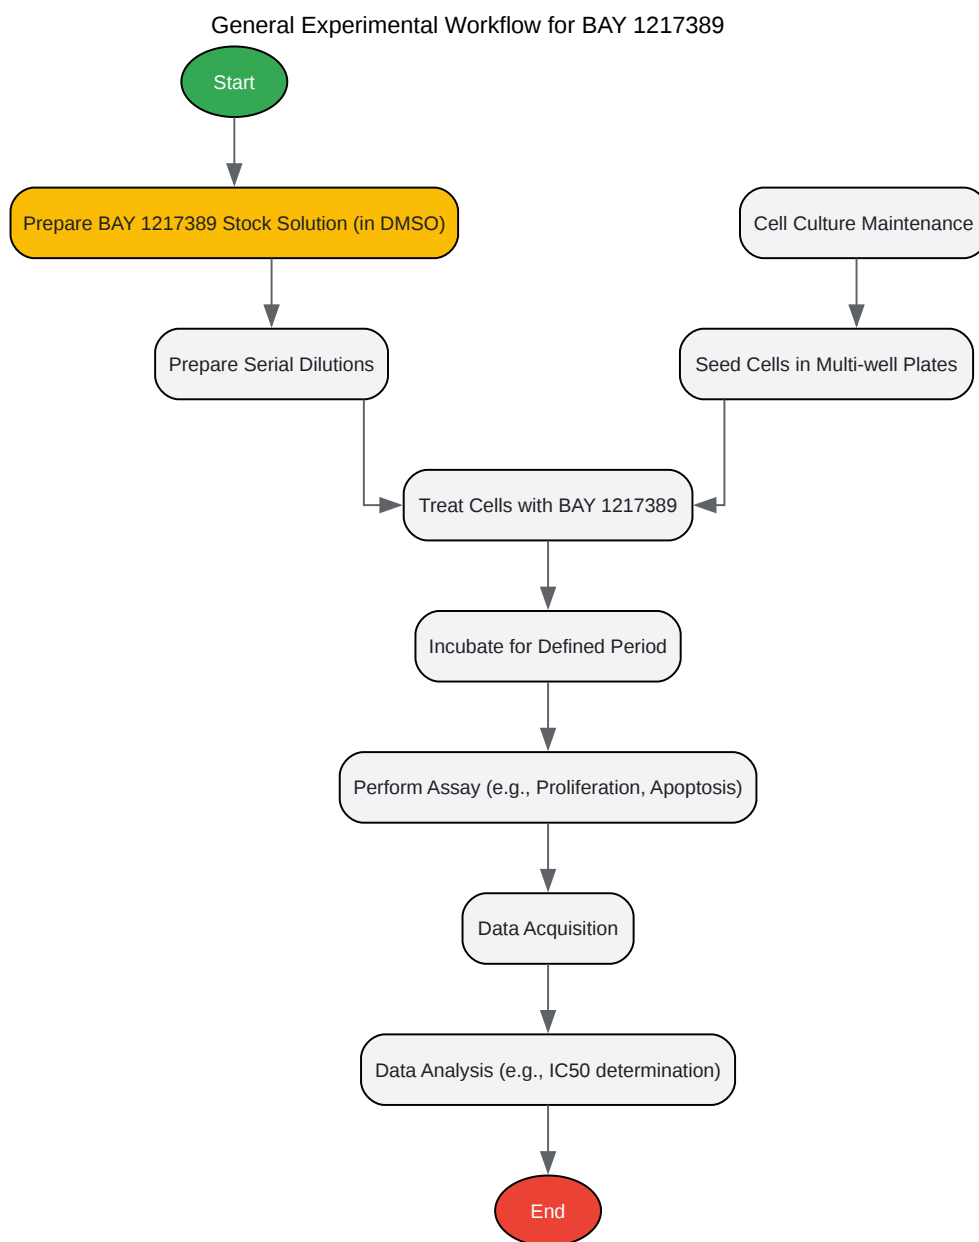 General Experimental Workflow for BAY 1217389
Start
Prepare BAY 1217389 Stock Solution (in DMSO)
Cell Culture Maintenance
Prepare Serial Dilutions
Seed Cells in Multi-well Plates
Treat Cells with BAY 1217389
Incubate for Defined Period
Perform Assay (e.g., Proliferation, Apoptosis)
Data Acquisition
Data Analysis (e.g., IC50 determination)
End